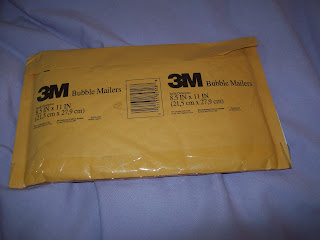 3M Bubble Mailers
8.5 IN x 11 IN
(21,5 cm x 27,9 cm)
3M Bubble Mailers
8.5 IN x 11 IN
(21,5 cm x 27,9 cm)